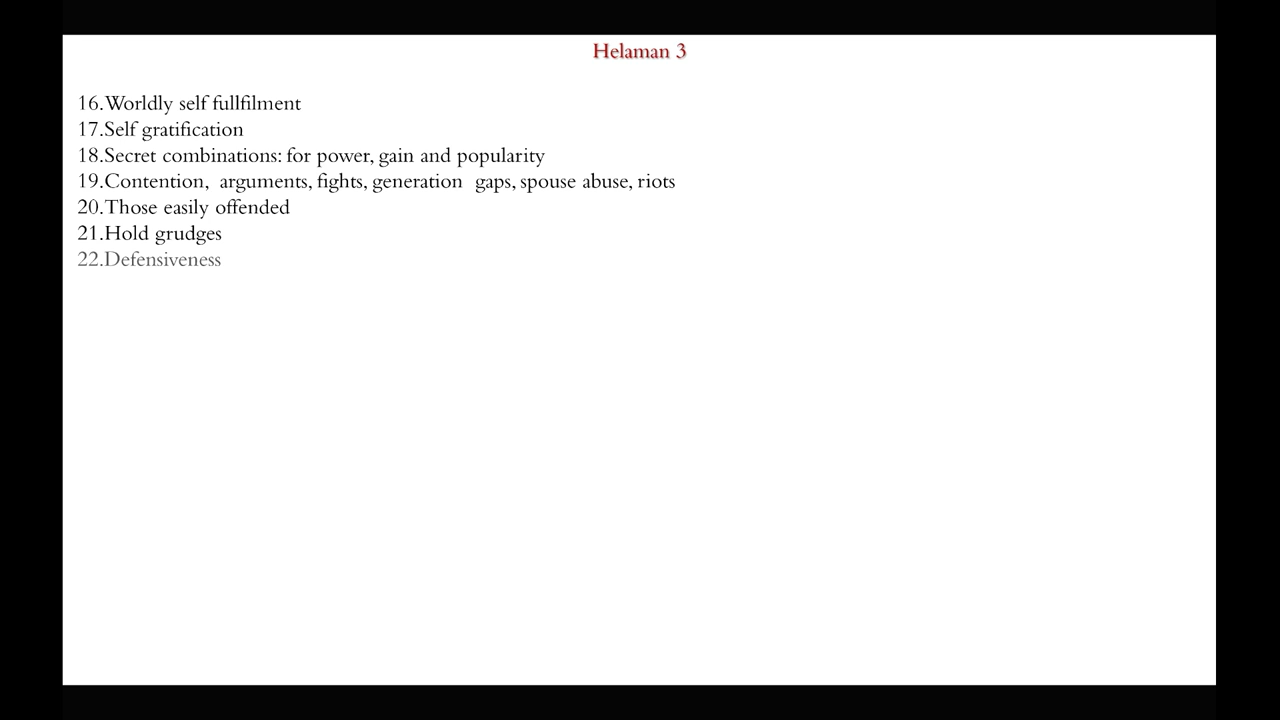 Helaman 3
16.Worldly self fullfilment
17.Self gratification
18.Secret combinations: for power, gain and popularity
19.Contention,  arguments, fights, generation  gaps, spouse abuse, riots
20.Those easily offended
21.Hold grudges
22.Defensiveness